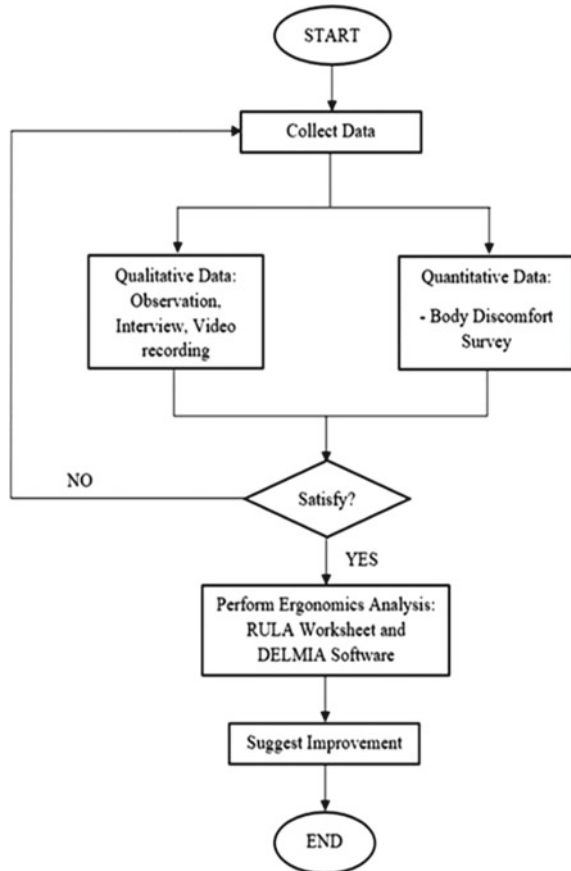 START
Collect Data
Qualitative Data:
Observation,
Interview, Video
recording
Quantitative Data:
- Body Discomfort
Survey
Satisfy?
NO
YES
Perform Ergonomics Analysis:
RULA Worksheet and
DELMIA Software
Suggest Improvement
END